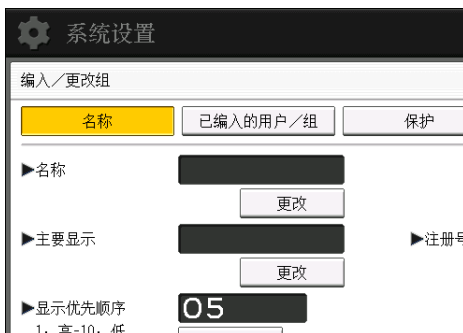 系统设置
编入／更改组
名称 已编入的用户／组 保护
▶名称
更改
▶主要显示 ▶注册号
更改
▶显示优先顺序 05
1：高-10：低